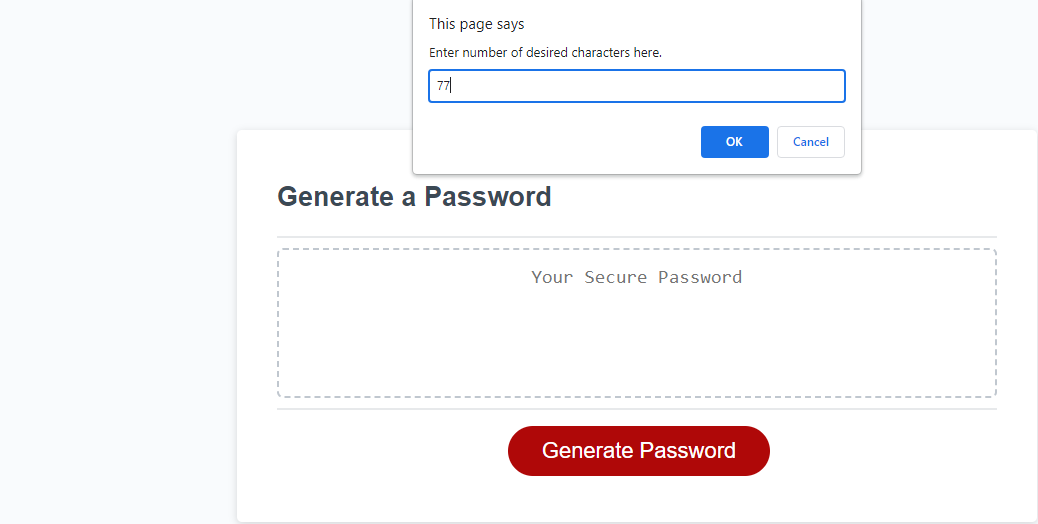 This page says
Enter number of desired characters here.
77
OK
Cancel
Generate a Password
Your Secure Password
Generate Password